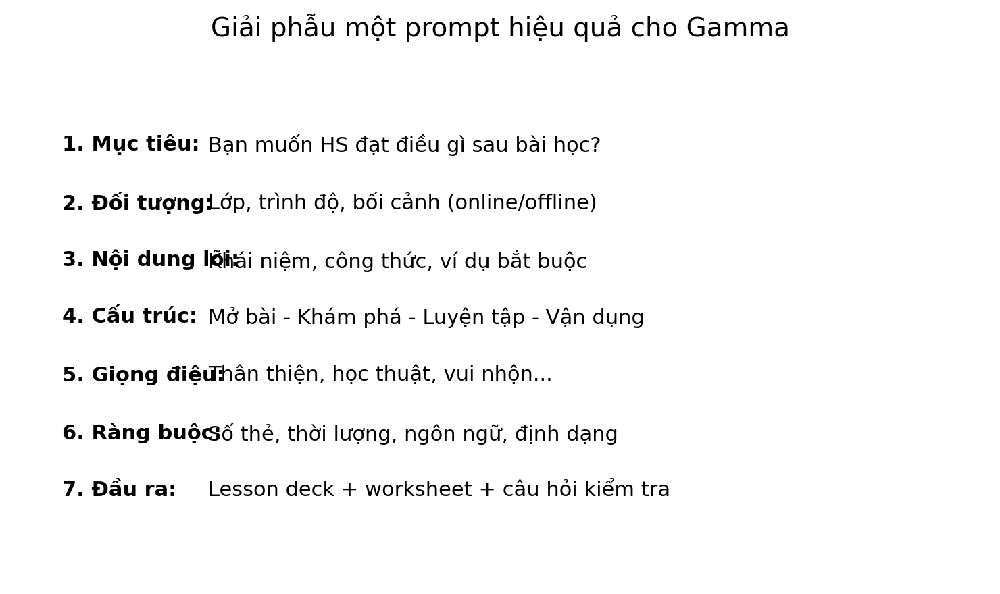 Giải phẫu một prompt hiệu quả cho Gamma
1. Mục tiêu: Bạn muốn HS đạt điều gì sau bài học?
2. Đối tượng: Lớp, trình độ, bối cảnh (online/offline)
3. Nội dung lõi: Khái niệm, công thức, ví dụ bắt buộc
4. Cấu trúc: Mở bài - Khám phá - Luyện tập - Vận dụng
5. Giọng điệu: Thân thiện, học thuật, vui nhộn...
6. Ràng buộc: Số thẻ, thời lượng, ngôn ngữ, định dạng
7. Đầu ra: Lesson deck + worksheet + câu hỏi kiểm tra